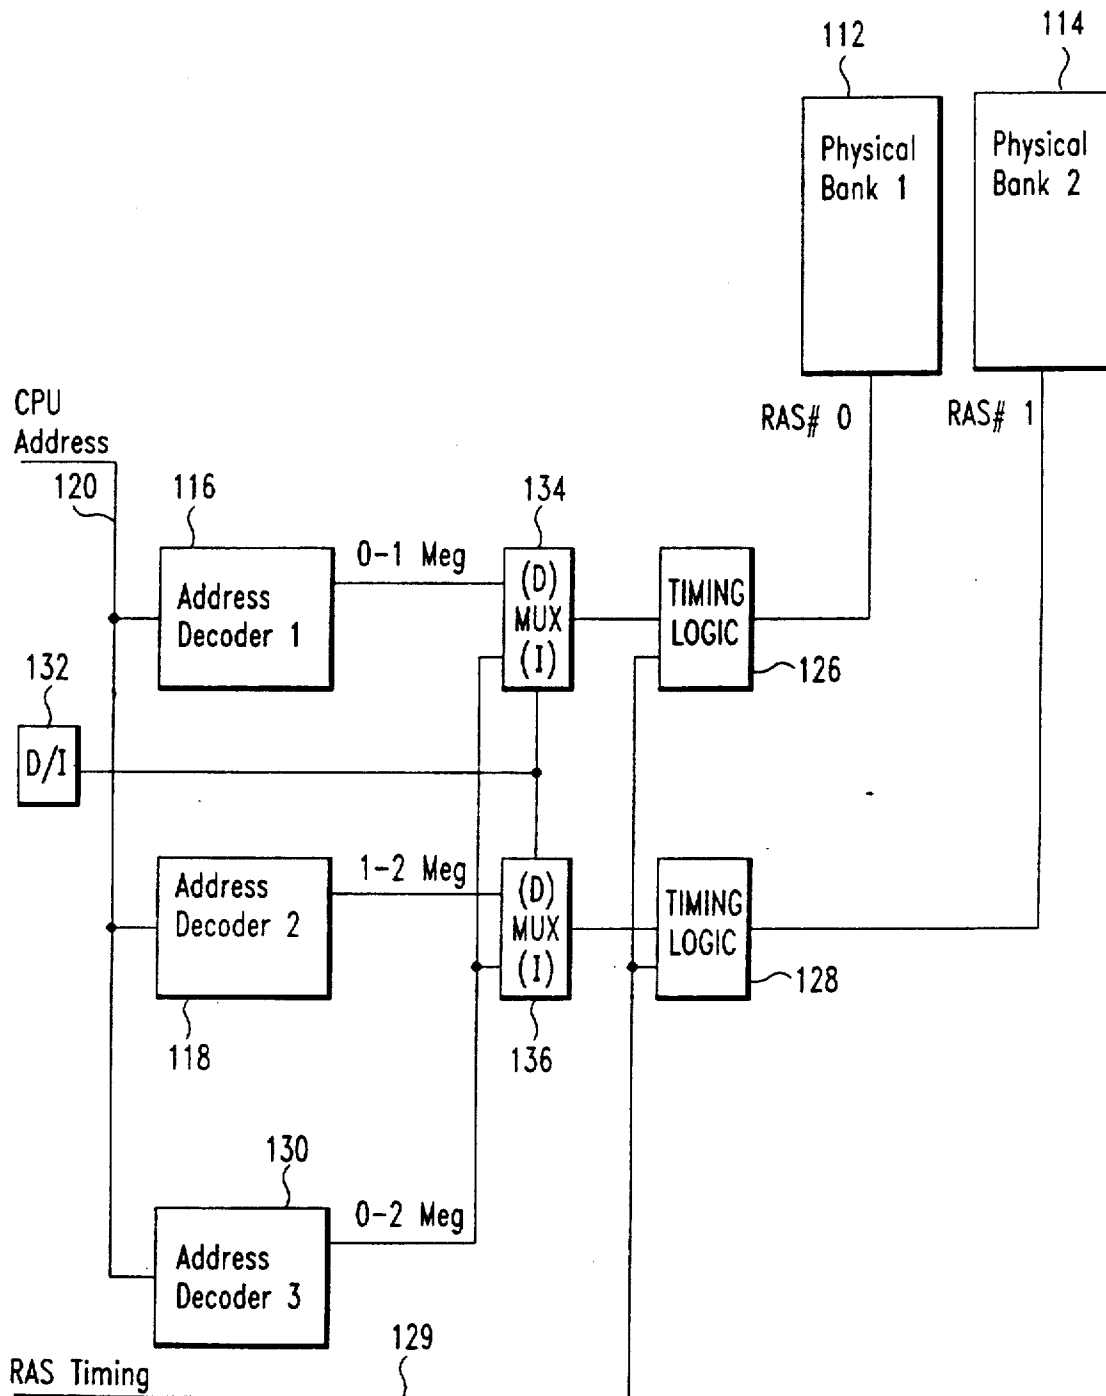 112
114
Physical
Bank 1
Physical
Bank 2
RAS# 0
RAS# 1
CPU
Address
120
116
134
0-1 Meg
Address
Decoder 1
(D)
MUX
(I)
TIMING
LOGIC
126
132
D/I
1-2 Meg
Address
Decoder 2
(D)
MUX
(I)
TIMING
LOGIC
128
118
136
130
0-2 Meg
Address
Decoder 3
129
RAS Timing